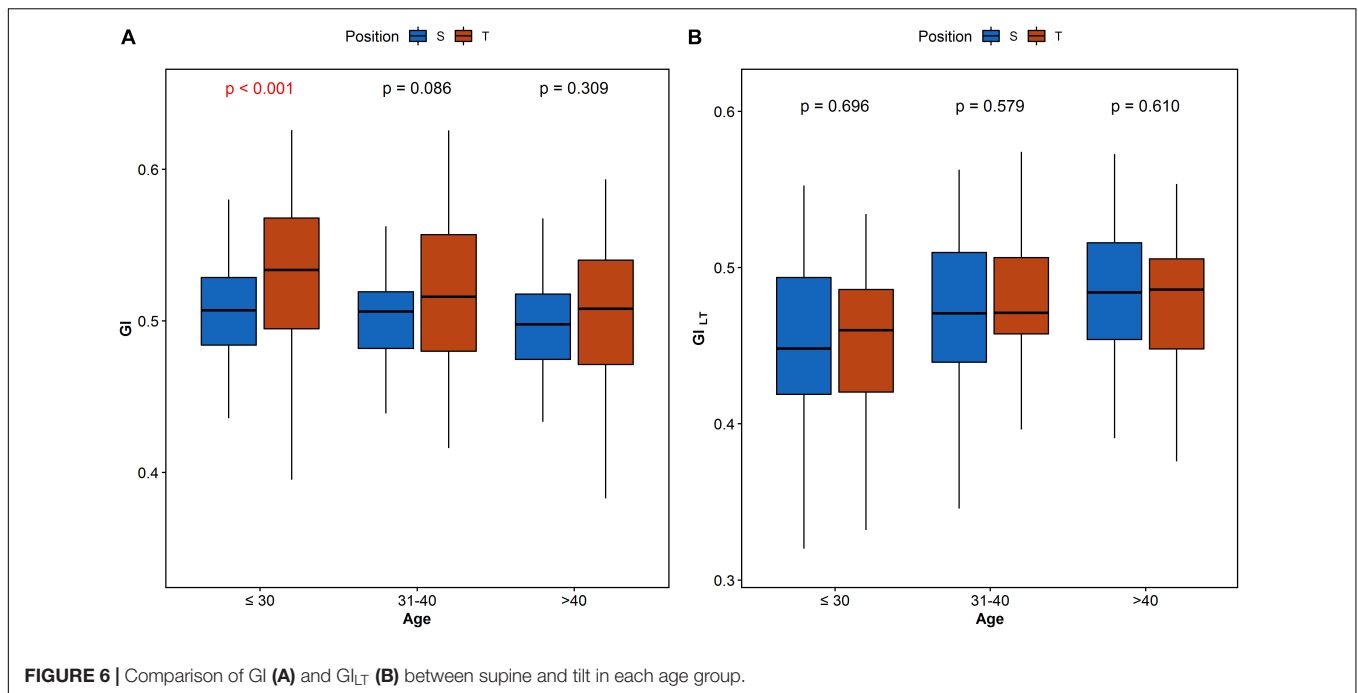 A
Position S T
p < 0.001 p = 0.086 p = 0.309
0.6
0.5
0.4
GI
≤ 30 31-40 >40
Age
B
Position S T
p = 0.696 p = 0.579 p = 0.610
0.6
0.5
0.4
0.3
GI LT
≤ 30 31-40 >40
Age
FIGURE 6 | Comparison of GI (A) and GILT (B) between supine and tilt in each age group.